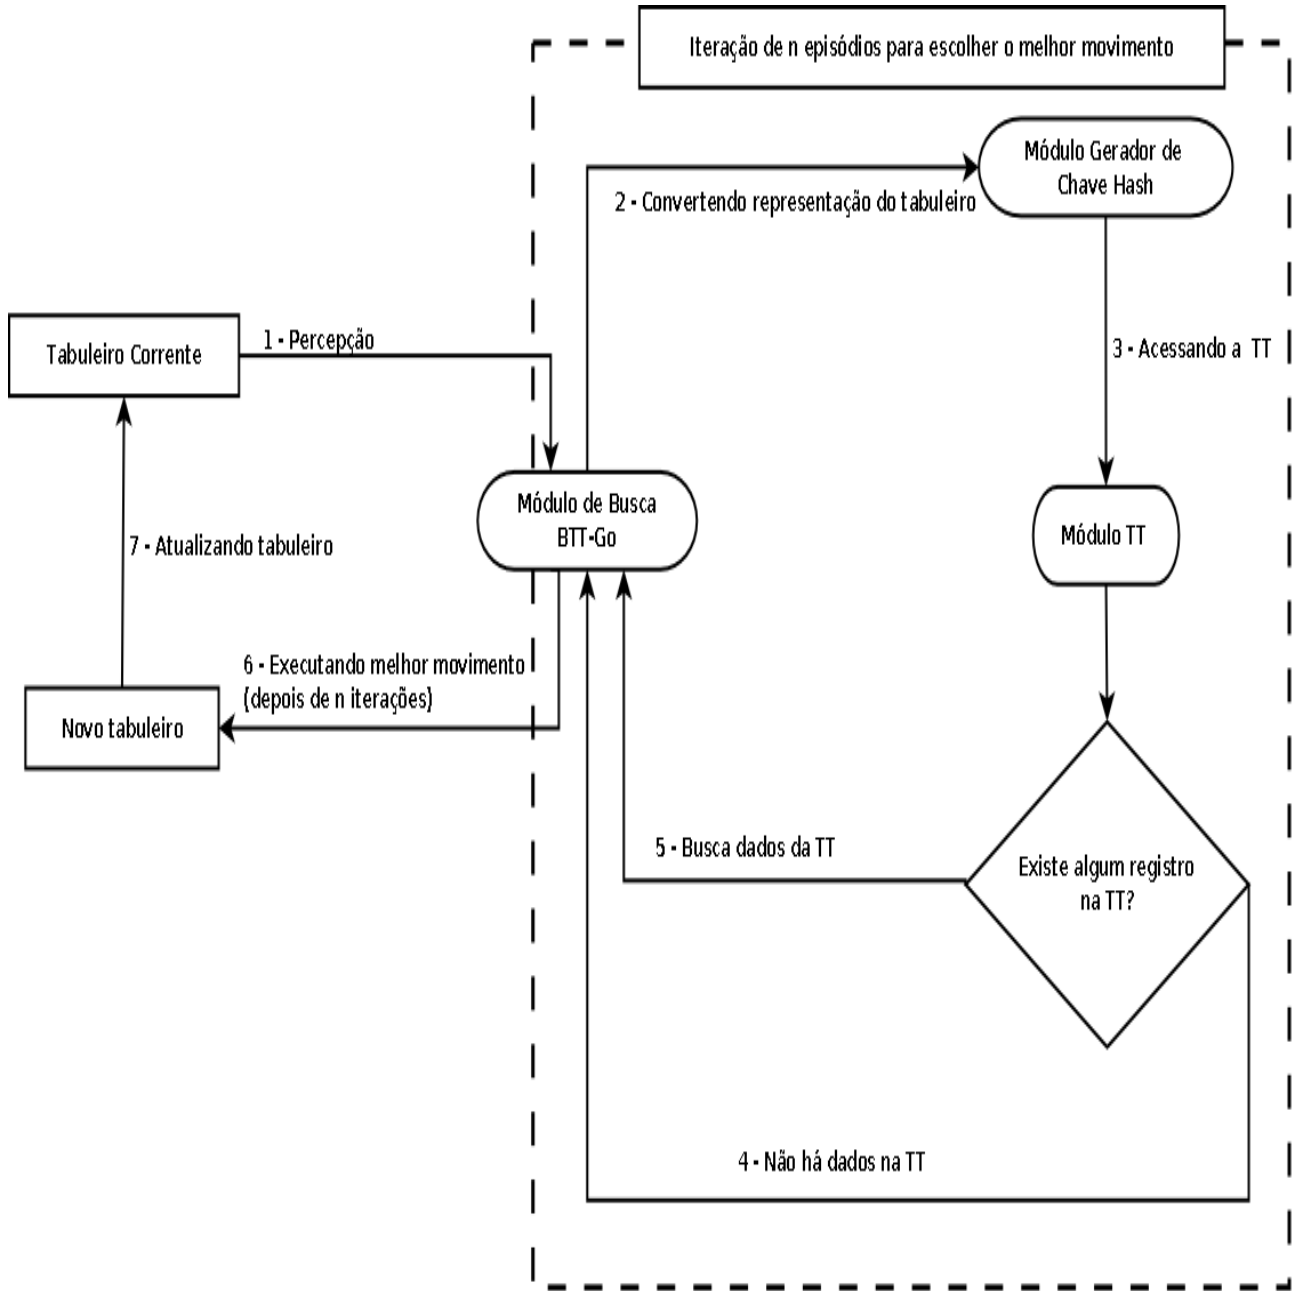 Iteração de n episódios para escolher o melhor movimento
Módulo Gerador de
Chave Hash
2 - Convertendo representação do tabuleiro
1 - Percepção
Tabuleiro Corrente
3 - Acessando a TT
Módulo de Busca
BTT-Go
Módulo TT
7 - Atualizando tabuleiro
6 - Executando melhor movimento
(depois de n iterações)
Novo tabuleiro
5 - Busca dados da TT
Existe algum registro
na TT?
4 - Não há dados na TT